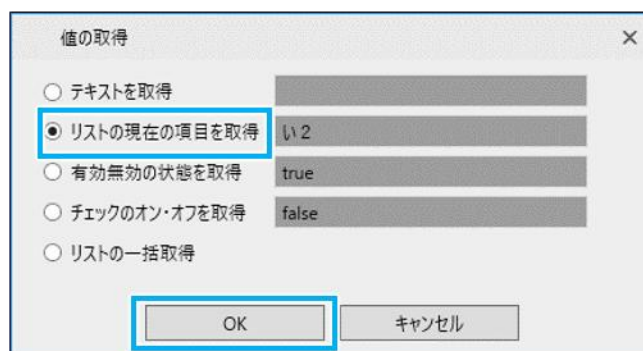 値の取得
テキストを取得
リストの現在の項目を取得 い２
有効無効の状態を取得 true
チェックのオン・オフを取得 false
リストの一括取得
OK キャンセル